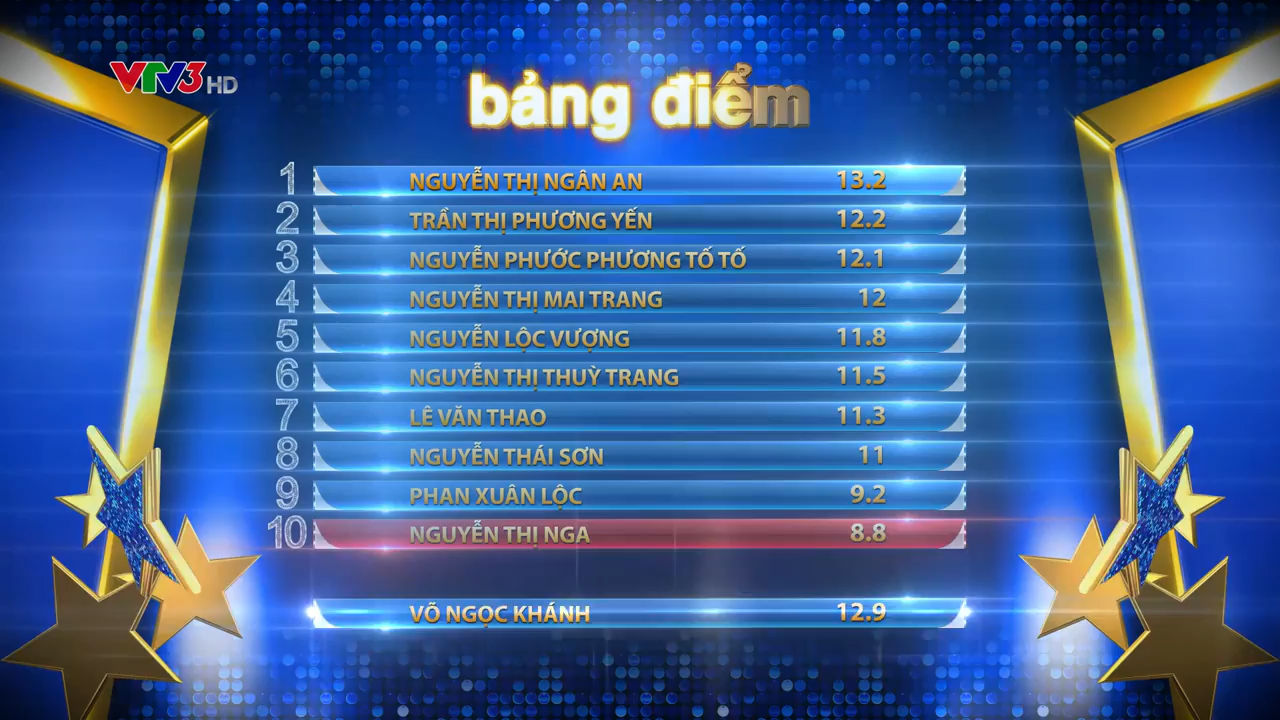 VTV3 HD
bảng điểm
1 NGUYỄN THỊ NGÂN AN 13.2
2 TRẦN THỊ PHƯƠNG YẾN 12.2
3 NGUYỄN PHƯỚC PHƯƠNG TỐ TỐ 12.1
4 NGUYỄN THỊ MAI TRANG 12
5 NGUYỄN LỘC VƯỢNG 11.8
6 NGUYỄN THỊ THUỲ TRANG 11.5
7 LÊ VĂN THAO 11.3
8 NGUYỄN THÁI SƠN 11
9 PHAN XUÂN LỘC 9.2
10 NGUYỄN THỊ NGA 8.8
VÕ NGỌC KHÁNH 12.9